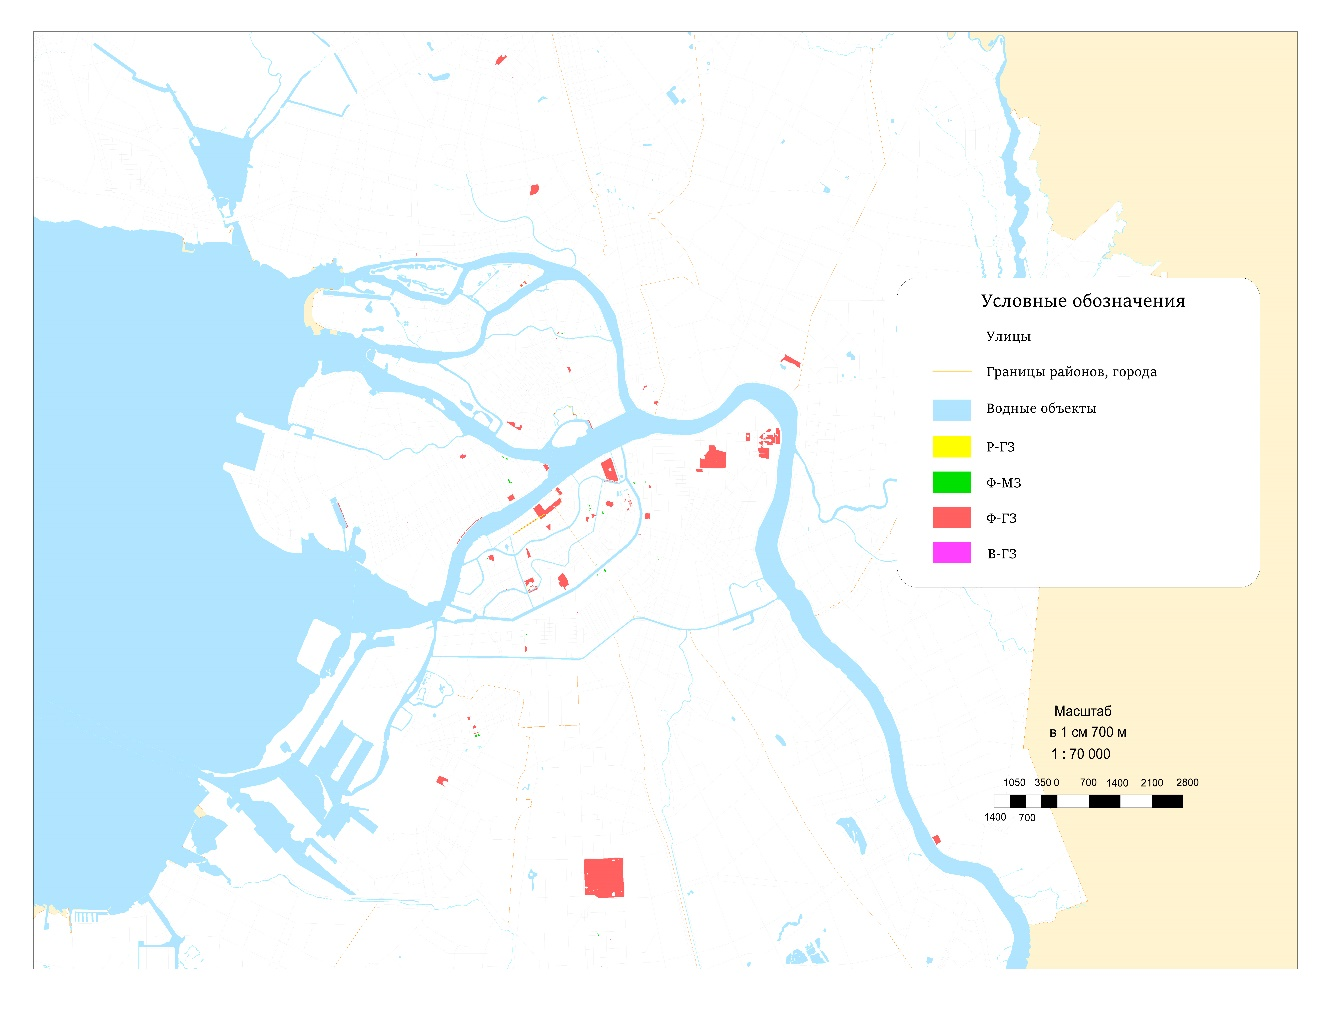 Условные обозначения
Улицы
Границы районов, города
Водные объекты
Р-ГЗ
Ф-МЗ
Ф-ГЗ
В-ГЗ
Масштаб
в 1 см 700 м
1 : 70 000
1050 350 0 700 1400 2100 2800
1400 700